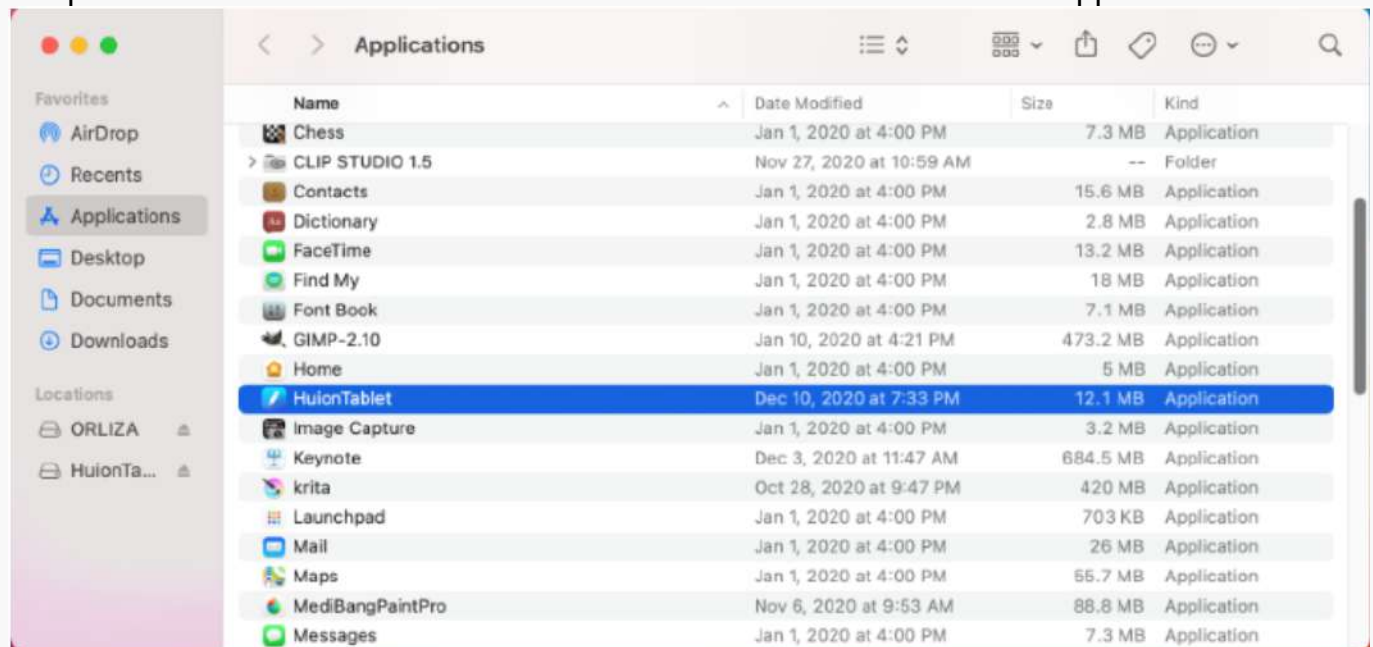 Applications
Favorites
AirDrop
Recents
Applications
Desktop
Documents
Downloads
Locations
ORLIZA
HuionTa...
Name Date Modified Size Kind
Chess Jan 1, 2020 at 4:00 PM 7.3 MB Application
CLIP STUDIO 1.5 Nov 27, 2020 at 10:59 AM -- Folder
Contacts Jan 1, 2020 at 4:00 PM 15.6 MB Application
Dictionary Jan 1, 2020 at 4:00 PM 2.8 MB Application
FaceTime Jan 1, 2020 at 4:00 PM 13.2 MB Application
Find My Jan 1, 2020 at 4:00 PM 18 MB Application
Font Book Jan 1, 2020 at 4:00 PM 7.1 MB Application
GIMP-2.10 Jan 10, 2020 at 4:21 PM 473.2 MB Application
Home Jan 1, 2020 at 4:00 PM 5 MB Application
HuionTablet Dec 10, 2020 at 7:33 PM 12.1 MB Application
Image Capture Jan 1, 2020 at 4:00 PM 3.2 MB Application
Keynote Dec 3, 2020 at 11:47 AM 684.5 MB Application
krita Oct 28, 2020 at 9:47 PM 420 MB Application
Launchpad Jan 1, 2020 at 4:00 PM 703 KB Application
Mail Jan 1, 2020 at 4:00 PM 26 MB Application
Maps Jan 1, 2020 at 4:00 PM 55.7 MB Application
MediBangPaintPro Nov 6, 2020 at 9:53 AM 88.8 MB Application
Messages Jan 1, 2020 at 4:00 PM 7.3 MB Application